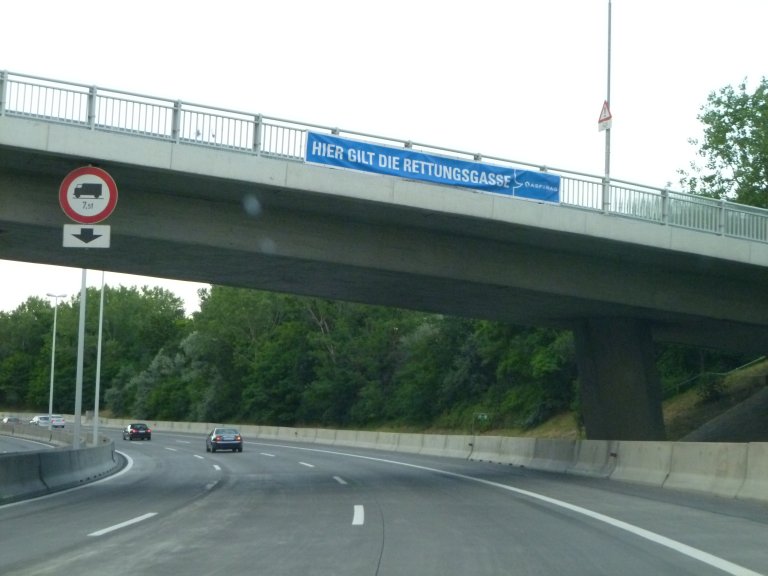 HIER GILT DIE RETTUNGSGASSE ASFINAG
7,5t